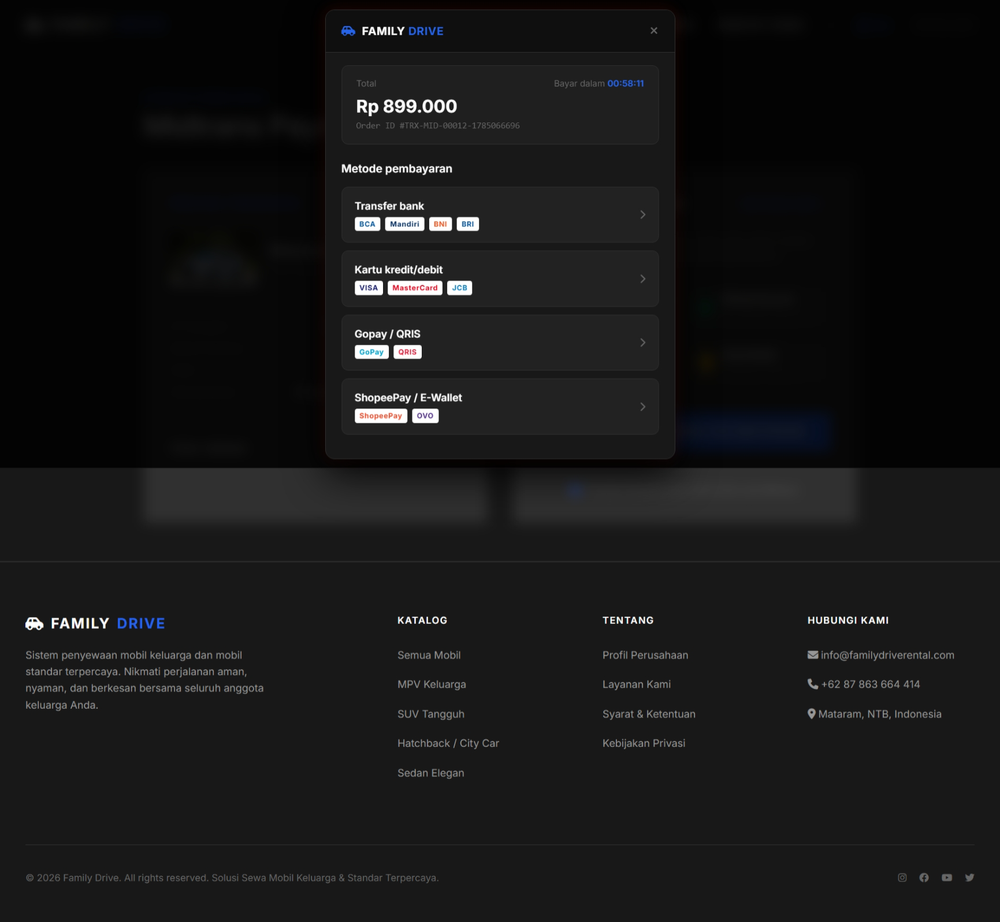 FAMILY DRIVE
Total
Bayar dalam 00:58:11
Rp 899.000
Order ID #TRX-MID-00012-1785066696
Metode pembayaran
Transfer bank
BCA Mandiri BNI BRI
Kartu kredit/debit
VISA MasterCard JCB
Gopay / QRIS
GoPay QRIS
ShopeePay / E-Wallet
ShopeePay OVO
FAMILY DRIVE
Sistem penyewaan mobil keluarga dan mobil
standar terpercaya. Nikmati perjalanan aman,
nyaman, dan berkesan bersama seluruh anggota
keluarga Anda.
KATALOG
Semua Mobil
MPV Keluarga
SUV Tangguh
Hatchback / City Car
Sedan Elegan
TENTANG
Profil Perusahaan
Layanan Kami
Syarat & Ketentuan
Kebijakan Privasi
HUBUNGI KAMI
info@familydriverental.com
+62 87 863 664 414
Mataram, NTB, Indonesia
© 2026 Family Drive. All rights reserved. Solusi Sewa Mobil Keluarga & Standar Terpercaya.